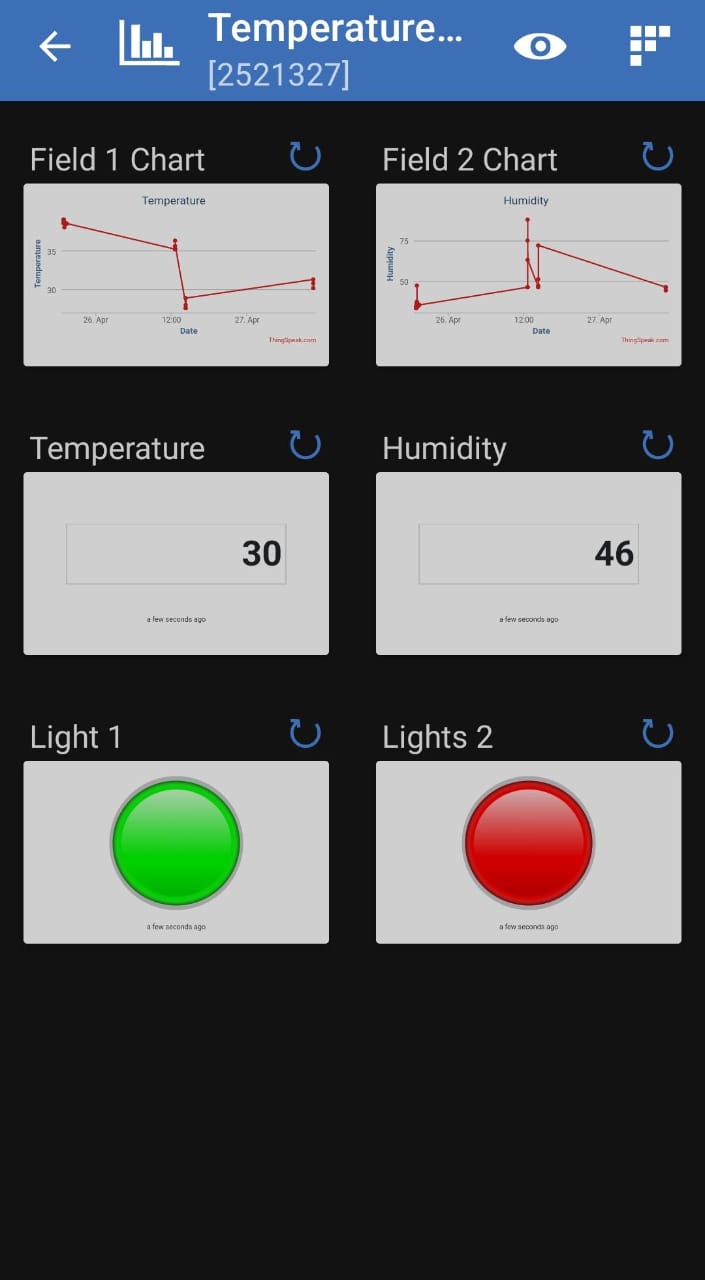 Temperature...
[2521327]
Field 1 Chart
Field 2 Chart
Temperature
Temperature
35
30
26. Apr
12:00
27. Apr
Date
ThingSpeak.com
Humidity
Humidity
75
50
26. Apr
12:00
27. Apr
Date
ThingSpeak.com
Temperature
Humidity
30
46
a few seconds ago
a few seconds ago
Light 1
Lights 2
a few seconds ago
a few seconds ago